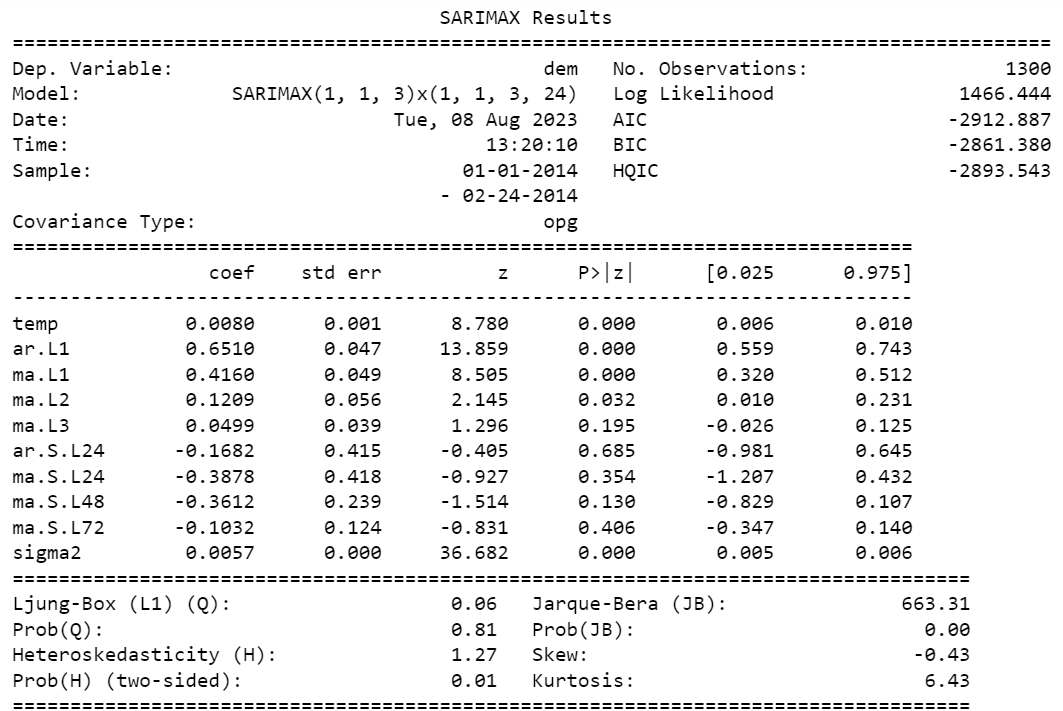 SARIMAX Results
==========================================================================================
Dep. Variable: dem No. Observations: 1300
Model: SARIMAX(1, 1, 3)x(1, 1, 3, 24) Log Likelihood 1466.444
Date: Tue, 08 Aug 2023 AIC -2912.887
Time: 13:20:10 BIC -2861.380
Sample: 01-01-2014 HQIC -2893.543
- 02-24-2014
Covariance Type: opg
==============================================================================
coef std err z P>|z| [0.025 0.975]
------------------------------------------------------------------------------
temp 0.0080 0.001 8.780 0.000 0.006 0.010
ar.L1 0.6510 0.047 13.859 0.000 0.559 0.743
ma.L1 0.4160 0.049 8.505 0.000 0.320 0.512
ma.L2 0.1209 0.056 2.145 0.032 0.010 0.231
ma.L3 0.0499 0.039 1.296 0.195 -0.026 0.125
ar.S.L24 -0.1682 0.415 -0.405 0.685 -0.981 0.645
ma.S.L24 -0.3878 0.418 -0.927 0.354 -1.207 0.432
ma.S.L48 -0.3612 0.239 -1.514 0.130 -0.829 0.107
ma.S.L72 -0.1032 0.124 -0.831 0.406 -0.347 0.140
sigma2 0.0057 0.000 36.682 0.000 0.005 0.006
===================================================================================
Ljung-Box (L1) (Q): 0.06 Jarque-Bera (JB): 663.31
Prob(Q): 0.81 Prob(JB): 0.00
Heteroskedasticity (H): 1.27 Skew: -0.43
Prob(H) (two-sided): 0.01 Kurtosis: 6.43
===================================================================================